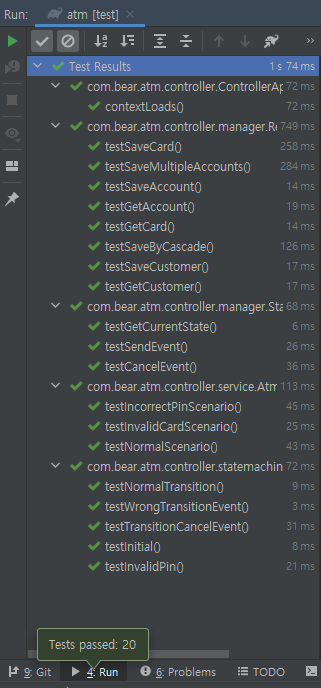 Run: atm [test]
Test Results 1 s 74 ms
com.bear.atm.controller.ControllerAp 72 ms
contextLoads() 72 ms
com.bear.atm.controller.manager.Re 749 ms
testSaveCard() 258 ms
testSaveMultipleAccounts() 284 ms
testSaveAccount() 14 ms
testGetAccount() 19 ms
testGetCard() 14 ms
testSaveByCascade() 126 ms
testSaveCustomer() 17 ms
testGetCustomer() 17 ms
com.bear.atm.controller.manager.Sta 68 ms
testGetCurrentState() 6 ms
testSendEvent() 26 ms
testCancelEvent() 36 ms
com.bear.atm.controller.service.Atm 113 ms
testIncorrectPinScenario() 45 ms
testInvalidCardScenario() 25 ms
testNormalScenario() 43 ms
com.bear.atm.controller.statemachin 72 ms
testNormalTransition() 9 ms
testWrongTransitionEvent() 3 ms
testTransitionCancelEvent() 31 ms
testInitial() 8 ms
testInvalidPin() 21 ms
Tests passed: 20
9: Git 4: Run 6: Problems TODO